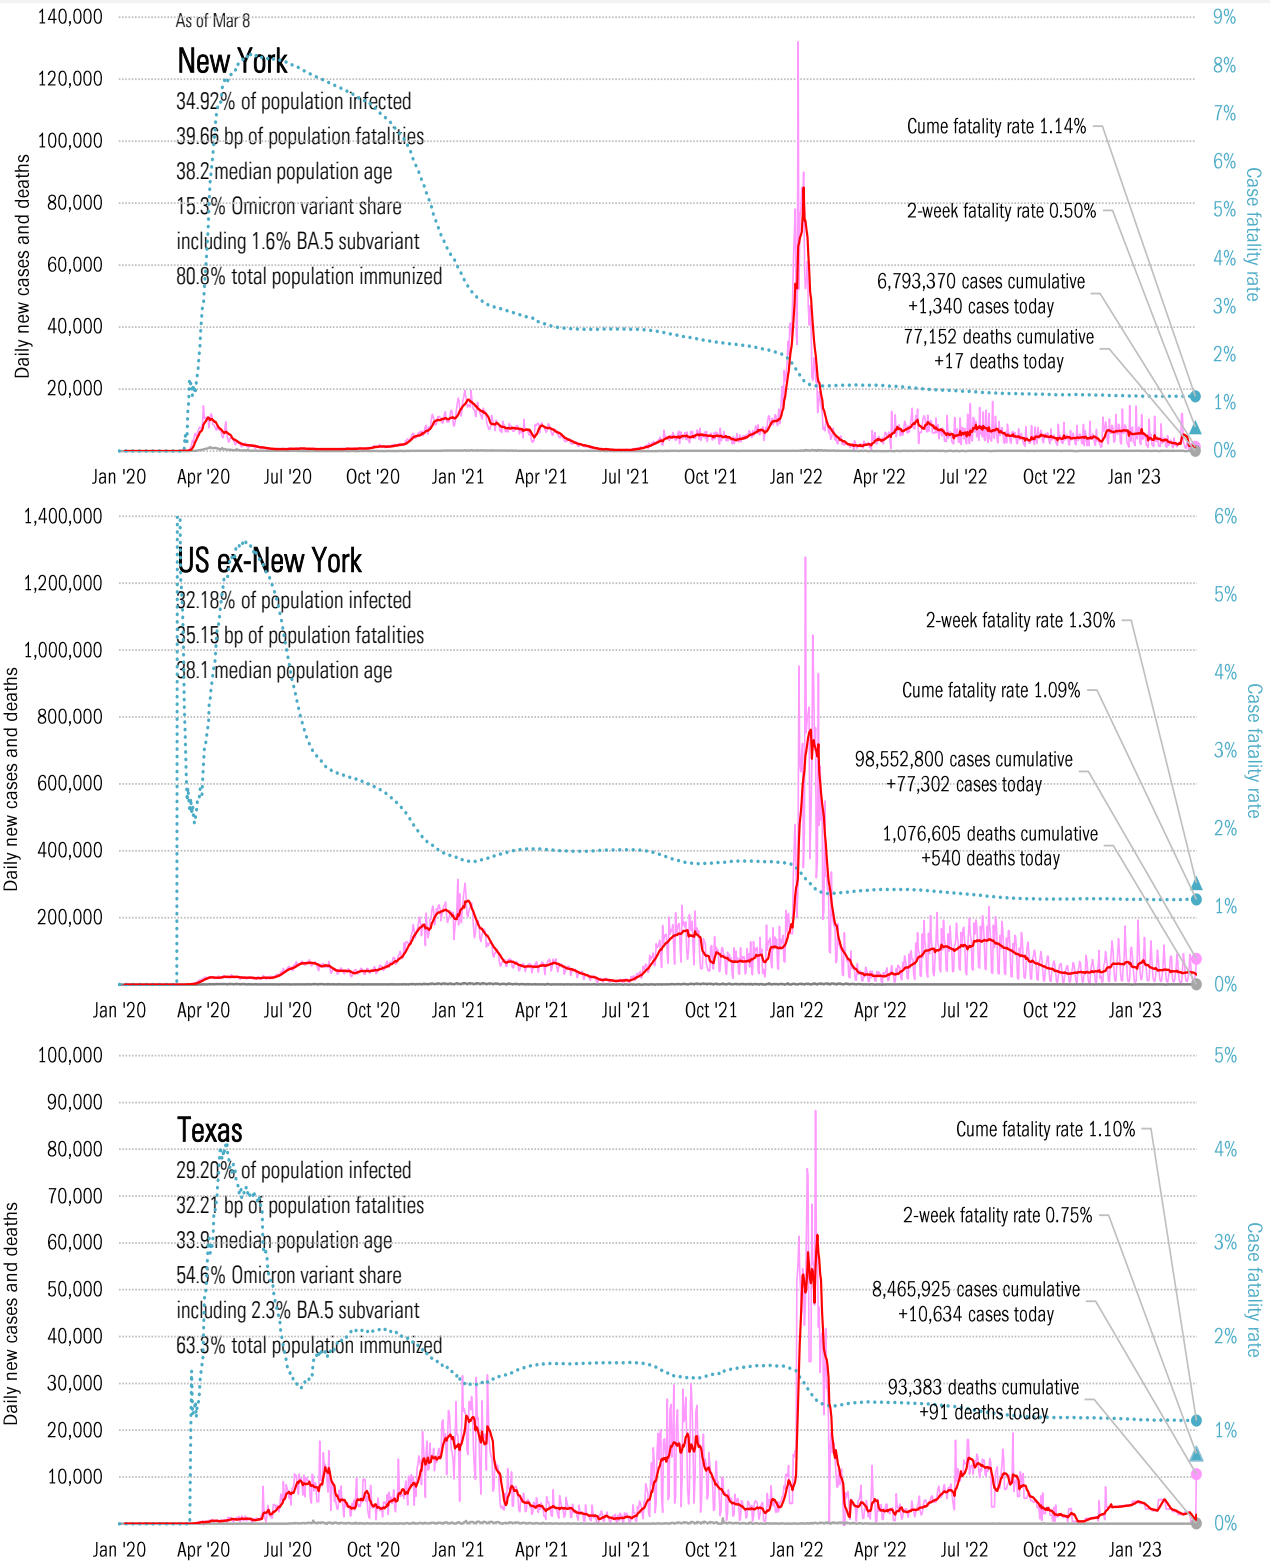 As of Mar 8
New York
34.92% of population infected
39.66 bp of population fatalities
38.2 median population age
15.3% Omicron variant share
including 1.6% BA.5 subvariant
80.8% total population immunized
Cume fatality rate 1.14%
2-week fatality rate 0.50%
6,793,370 cases cumulative
+1,340 cases today
77,152 deaths cumulative
+17 deaths today
Daily new cases and deaths
140,000
120,000
100,000
80,000
60,000
40,000
20,000
9%
8%
7%
6%
5%
4%
3%
2%
1%
0%
Case fatality rate
Jan '20 Apr '20 Jul '20 Oct '20 Jan '21 Apr '21 Jul '21 Oct '21 Jan '22 Apr '22 Jul '22 Oct '22 Jan '23
US ex-New York
32.18% of population infected
35.15 bp of population fatalities
38.1 median population age
2-week fatality rate 1.30%
Cume fatality rate 1.09%
98,552,800 cases cumulative
+77,302 cases today
1,076,605 deaths cumulative
+540 deaths today
Daily new cases and deaths
1,400,000
1,200,000
1,000,000
800,000
600,000
400,000
200,000
6%
5%
4%
3%
2%
1%
0%
Case fatality rate
Jan '20 Apr '20 Jul '20 Oct '20 Jan '21 Apr '21 Jul '21 Oct '21 Jan '22 Apr '22 Jul '22 Oct '22 Jan '23
Texas
29.20% of population infected
32.21 bp of population fatalities
33.9 median population age
54.6% Omicron variant share
including 2.3% BA.5 subvariant
63.3% total population immunized
Cume fatality rate 1.10%
2-week fatality rate 0.75%
8,465,925 cases cumulative
+10,634 cases today
93,383 deaths cumulative
+91 deaths today
Daily new cases and deaths
100,000
90,000
80,000
70,000
60,000
50,000
40,000
30,000
20,000
10,000
5%
4%
3%
2%
1%
0%
Case fatality rate
Jan '20 Apr '20 Jul '20 Oct '20 Jan '21 Apr '21 Jul '21 Oct '21 Jan '22 Apr '22 Jul '22 Oct '22 Jan '23